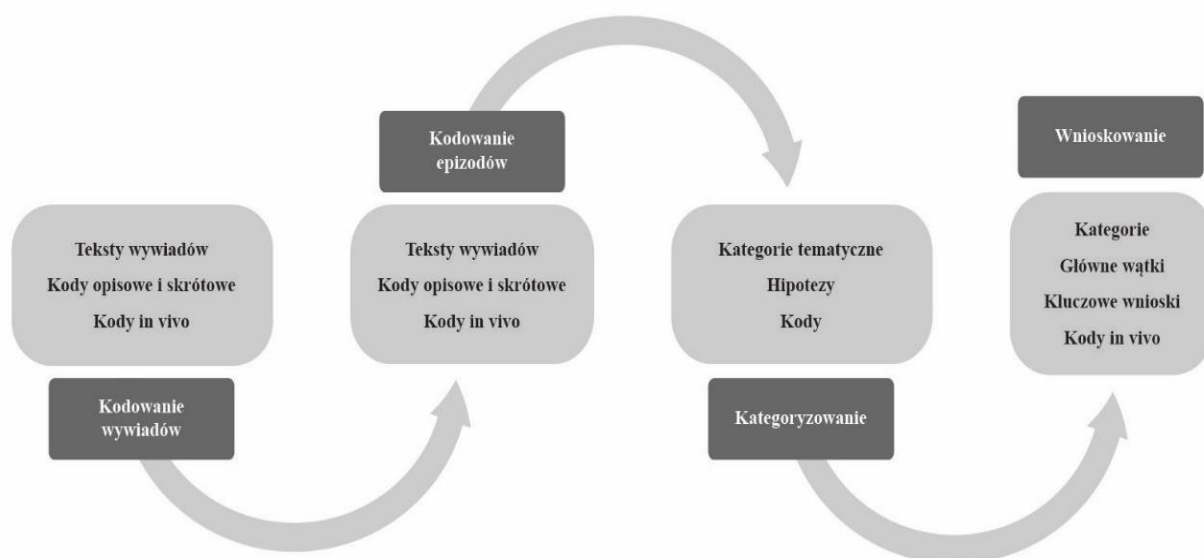 Teksty wywiadów
Kody opisowe i skrótowe
Kody in vivo
Kodowanie
wywiadów
Kodowanie
epizodów
Teksty wywiadów
Kody opisowe i skrótowe
Kody in vivo
Kategorie tematyczne
Hipotezy
Kody
Kategoryzowanie
Wnioskowanie
Kategorie
Główne wątki
Kluczowe wnioski
Kody in vivo